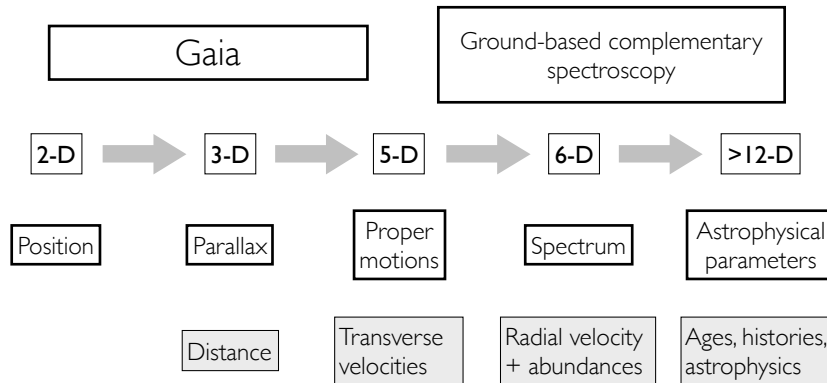 Gaia
Ground-based complementary
spectroscopy
2-D
3-D
5-D
6-D
>12-D
Position
Parallax
Proper
motions
Spectrum
Astrophysical
parameters
Distance
Transverse
velocities
Radial velocity
+ abundances
Ages, histories,
astrophysics